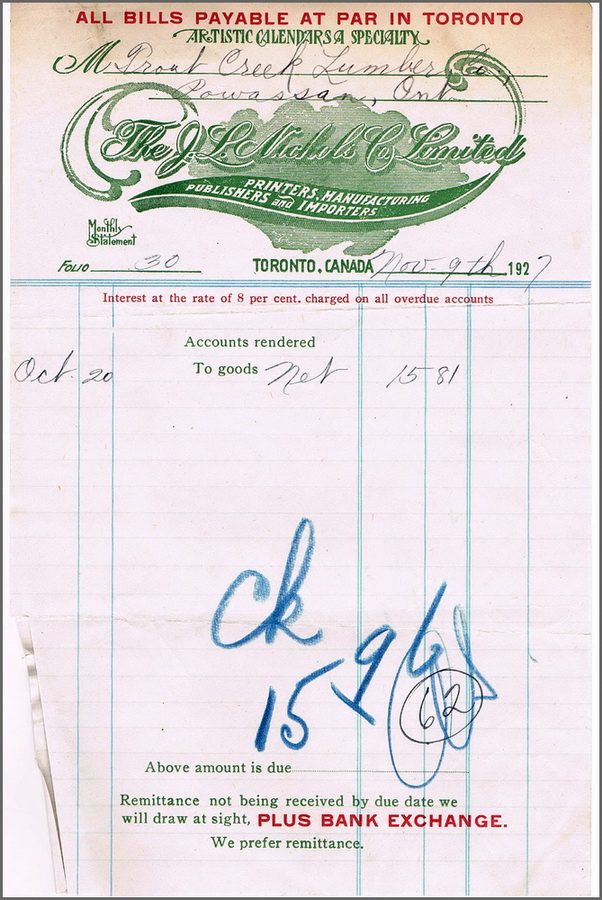 ALL BILLS PAYABLE AT PAR IN TORONTO
ARTISTIC CALENDARS A SPECIALTY
M Trout Creek Lumber Co.,
Powassan, Ont.
The J. L. Nichols Co Limited
PRINTERS, MANUFACTURING
PUBLISHERS and IMPORTERS
Monthly
Statement
FOLIO 30 TORONTO, CANADA Nov. 9th 1927
Interest at the rate of 8 per cent. charged on all overdue accounts
Accounts rendered
Oct. 20 To goods Net 15 81
ck
15 9
62
Above amount is due
Remittance not being received by due date we
will draw at sight, PLUS BANK EXCHANGE.
We prefer remittance.